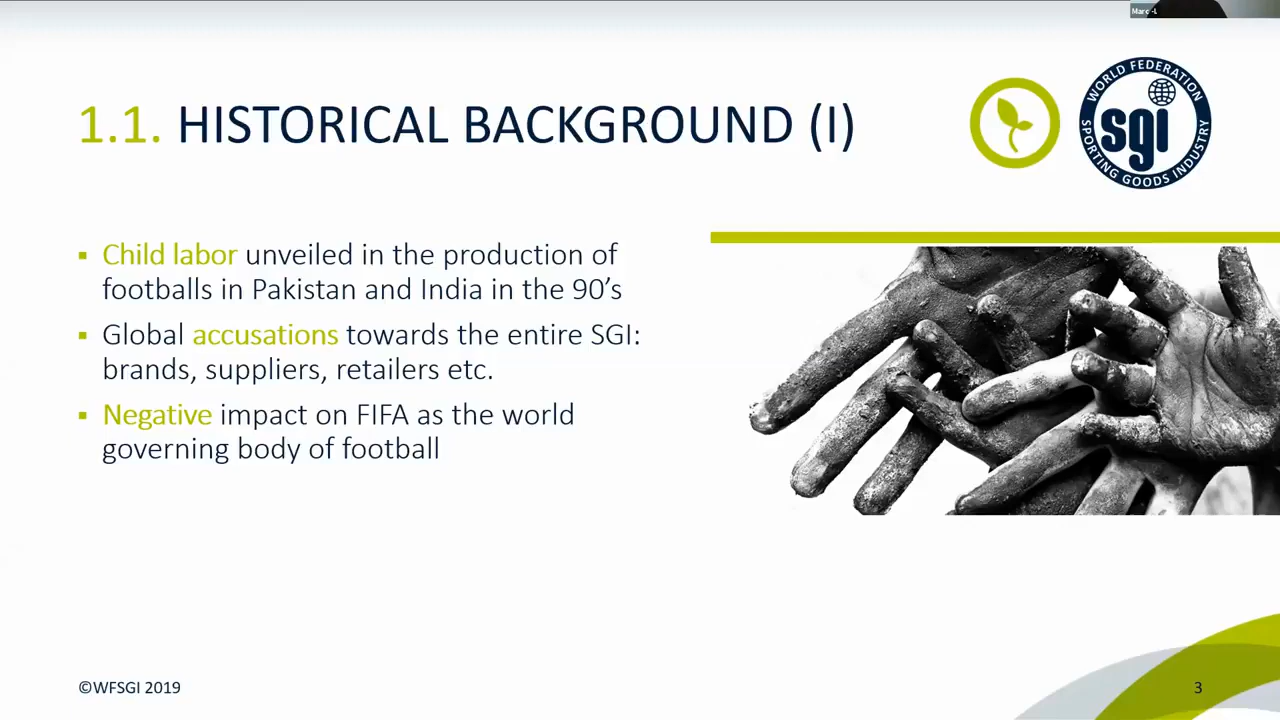 Marc-L
1.1. HISTORICAL BACKGROUND (I)
WORLD FEDERATION
sgi
SPORTING GOODS INDUSTRY
▪ Child labor unveiled in the production of
footballs in Pakistan and India in the 90’s
▪ Global accusations towards the entire SGI:
brands, suppliers, retailers etc.
▪ Negative impact on FIFA as the world
governing body of football
©WFSGI 2019
3